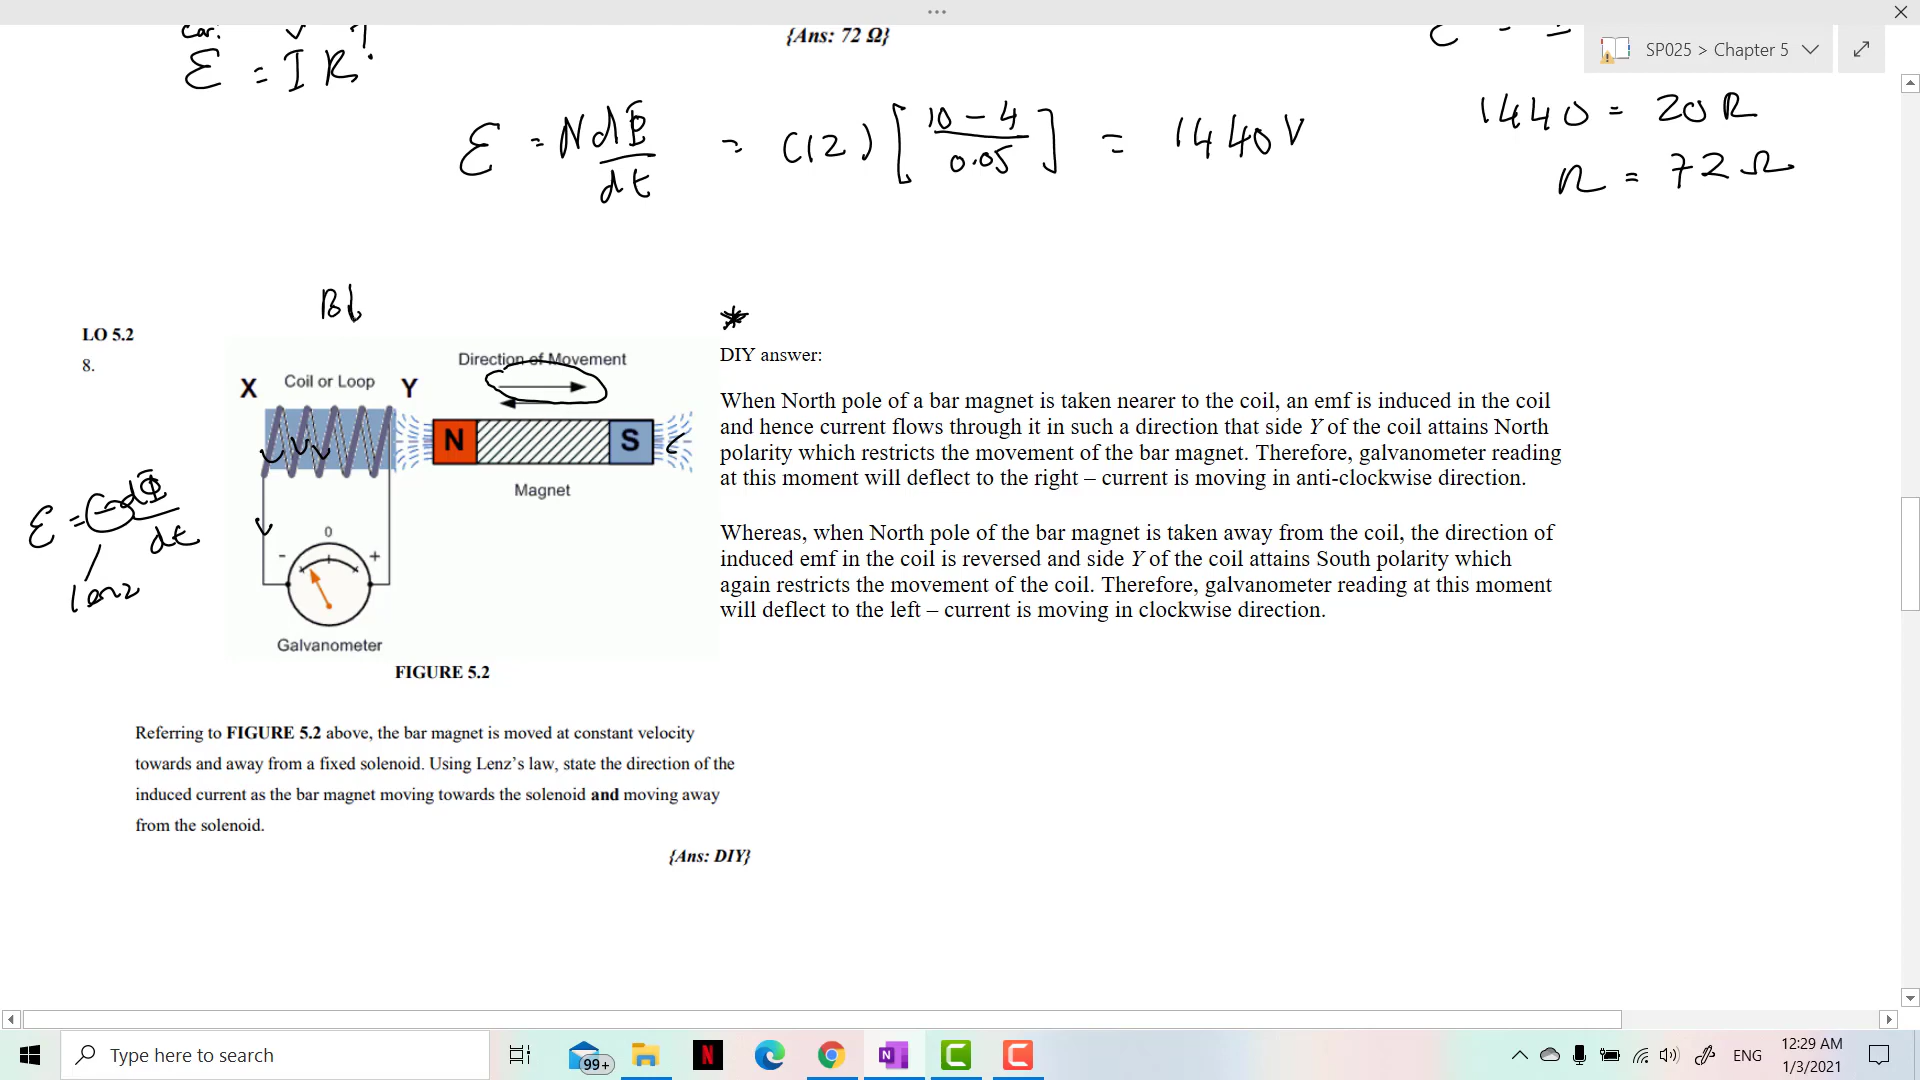 {Ans: 72 Ω}
ε = IR
SP025 > Chapter 5
ε = N dΦ/dt = (12) [10 - 4 / 0.05] = 1440 V
1440 = 20 R
R = 72 Ω
B↓
LO 5.2
8.
Direction of Movement
X Coil or Loop Y
N S
Magnet
ε = - dΦ/dt
lenz
0
- +
Galvanometer
FIGURE 5.2
*
DIY answer:
When North pole of a bar magnet is taken nearer to the coil, an emf is induced in the coil
and hence current flows through it in such a direction that side Y of the coil attains North
polarity which restricts the movement of the bar magnet. Therefore, galvanometer reading
at this moment will deflect to the right – current is moving in anti-clockwise direction.
Whereas, when North pole of the bar magnet is taken away from the coil, the direction of
induced emf in the coil is reversed and side Y of the coil attains South polarity which
again restricts the movement of the coil. Therefore, galvanometer reading at this moment
will deflect to the left – current is moving in clockwise direction.
Referring to FIGURE 5.2 above, the bar magnet is moved at constant velocity
towards and away from a fixed solenoid. Using Lenz's law, state the direction of the
induced current as the bar magnet moving towards the solenoid and moving away
from the solenoid.
{Ans: DIY}
Type here to search
99+
N
N
ENG
12:29 AM
1/3/2021